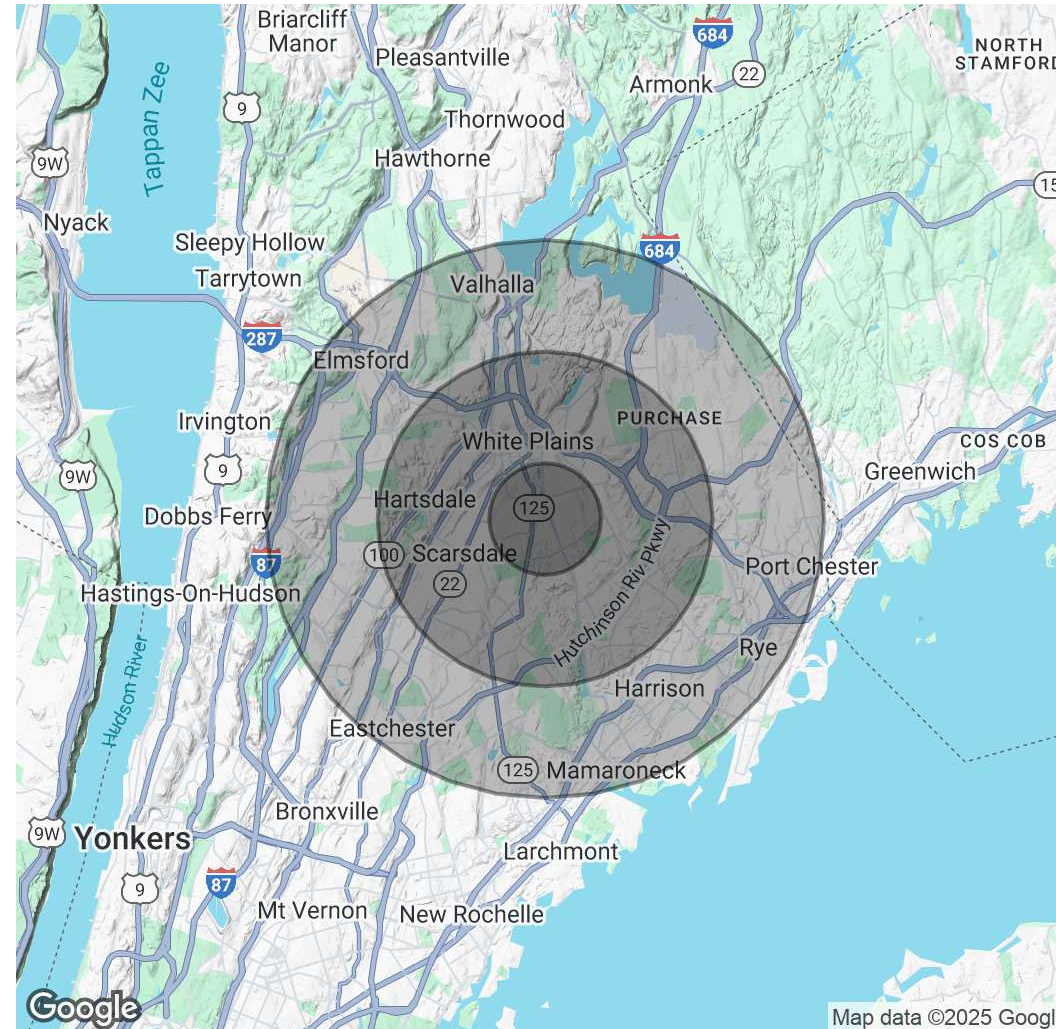 Briarcliff
Manor
Pleasantville
684
NORTH
STAMFORD
22
Armonk
9
Thornwood
Tappan Zee
9W
Hawthorne
15
Nyack
Sleepy Hollow
684
Tarrytown
Valhalla
287
Elmsford
Irvington
PURCHASE
White Plains
COS COB
9
Greenwich
9W
Hartsdale
125
Dobbs Ferry
100
Scarsdale
87
22
Port Chester
Hastings-On-Hudson
Hutchinson Riv Pkwy
Hudson River
Rye
Harrison
Eastchester
125
Mamaroneck
Bronxville
9W
Yonkers
Larchmont
87
9
Mt Vernon
New Rochelle
Google
Map data ©2025 Googl